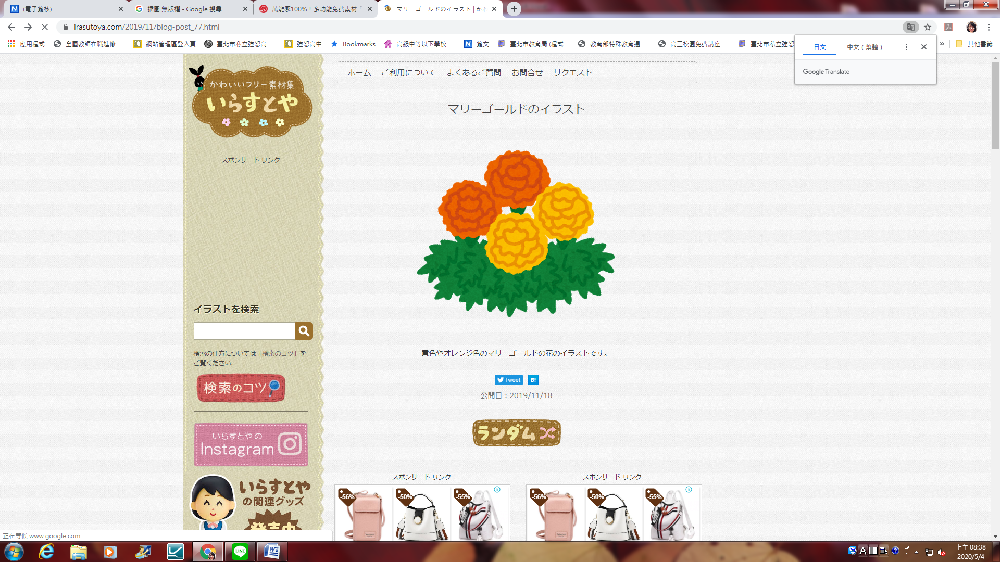 (電子簽核)
插圖 無版權 - Google 搜尋
萬能感100%！多功能免費素材「
マリーゴールドのイラスト | かわ
irasutoya.com/2019/11/blog-post_77.html
應用程式
全國教師在職進修...
網站管理區登入頁
臺北市私立強恕高...
強恕高中
Bookmarks
高級中等以下學校...
簽文
臺北市教育局 (程式...
教育部特殊教育通...
高三校園免費講座...
臺北市私立強恕
»
其他書籤
日文
中文 ( 繁體 )
Google Translate
かわいいフリー素材集
いらすとや
スポンサード リンク
イラストを検索
検索の仕方については「検索のコツ」を
ご覧ください。
検索のコツ
いらすとやの
Instagram
いらすとや
の関連グッズ
発売中
ホーム ご利用について よくあるご質問 お問合せ リクエスト
マリーゴールドのイラスト
黄色やオレンジ色のマリーゴールドの花のイラストです。
Tweet
B!
公開日：2019/11/18
ランダム
スポンサード リンク
-56%
-50%
-55%
スポンサード リンク
-56%
-50%
-55%
正在等候 www.google.com...
LINE
A
上午 08:38
2020/5/4